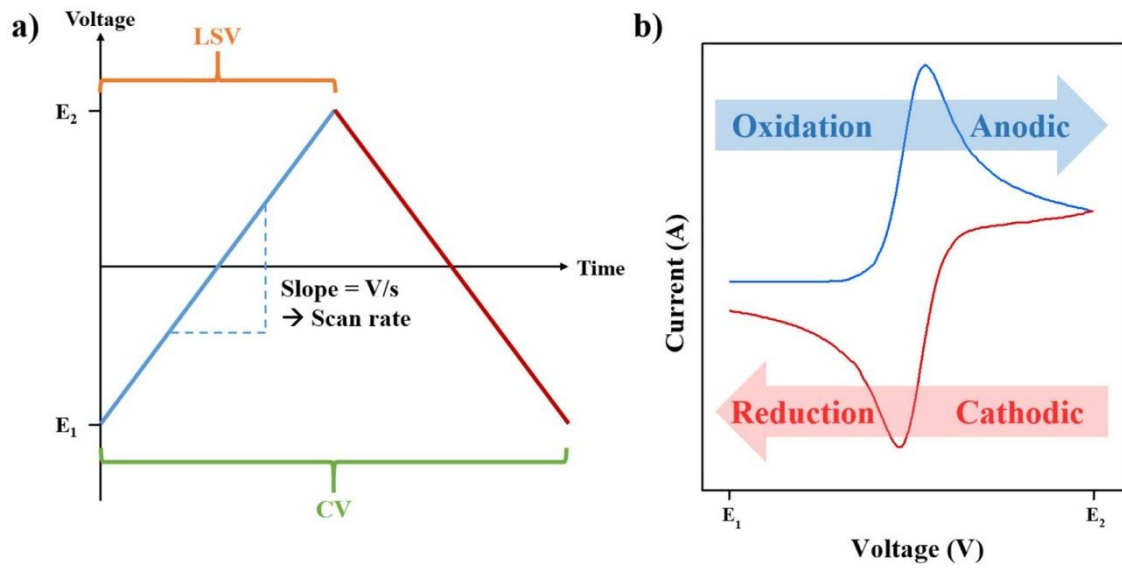 a)
Voltage
LSV
E₂
Time
Slope = V/s
→ Scan rate
E₁
CV
b)
Oxidation Anodic
Current (A)
Reduction Cathodic
E₁ E₂
Voltage (V)